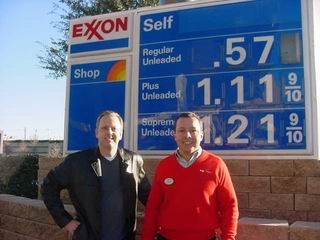 EXXON
Self
Regular
Unleaded
.57
Shop
Plus
Unleaded
1.11 9/10
Supreme
Unleaded
1.21 9/10